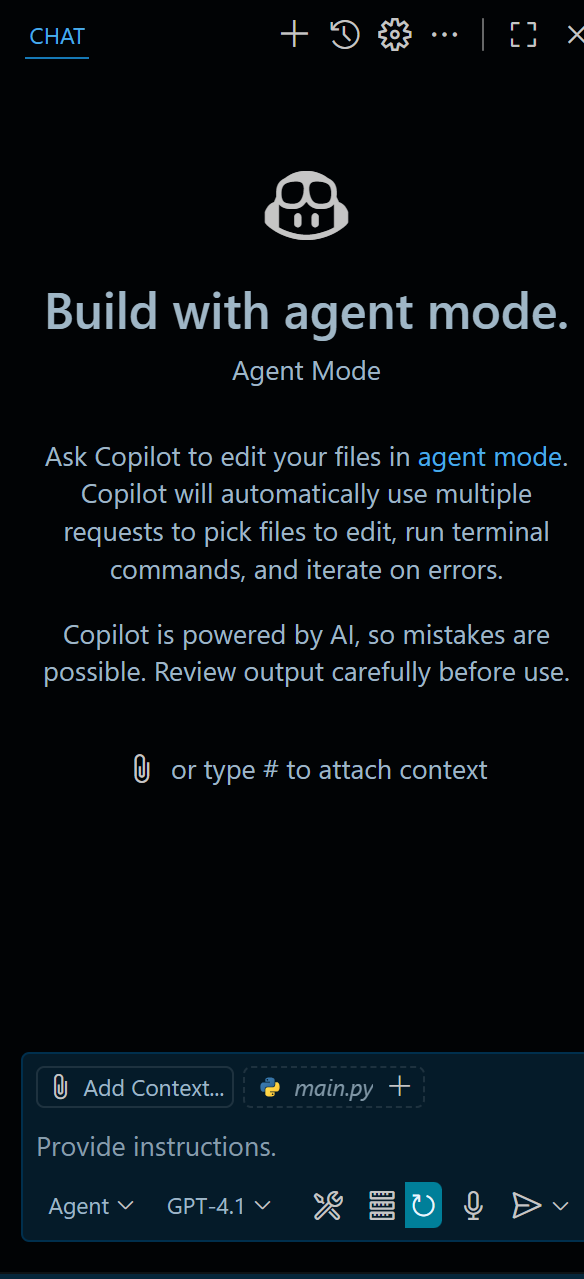 CHAT
Build with agent mode.
Agent Mode
Ask Copilot to edit your files in agent mode.
Copilot will automatically use multiple
requests to pick files to edit, run terminal
commands, and iterate on errors.
Copilot is powered by AI, so mistakes are
possible. Review output carefully before use.
or type # to attach context
Add Context... main.py
Provide instructions.
Agent GPT-4.1